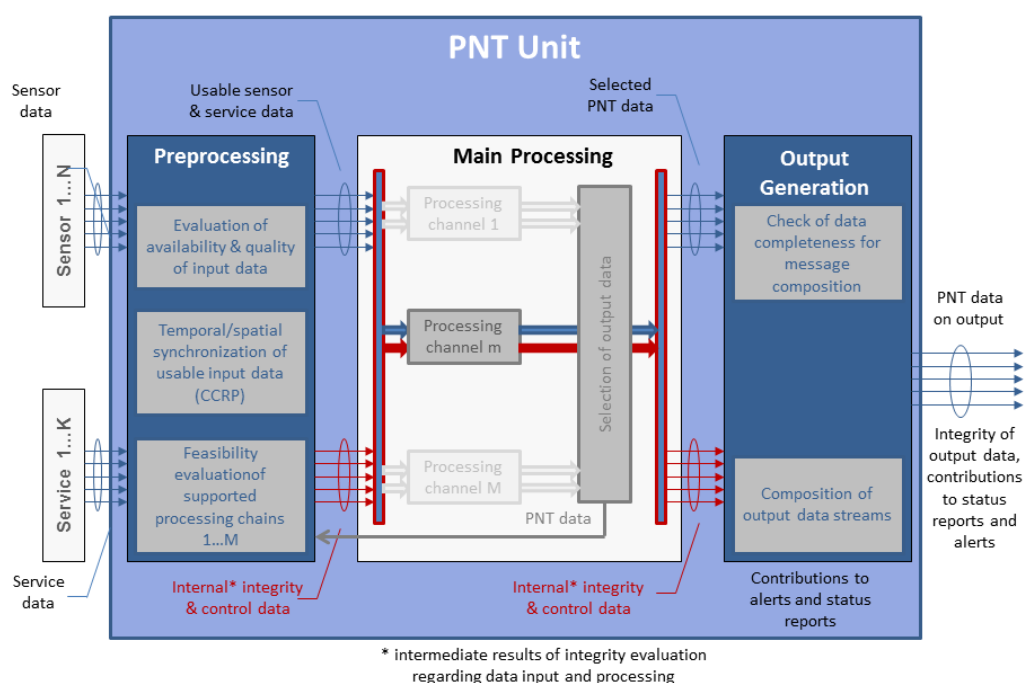 PNT Unit
Sensor
data
Usable sensor
& service data
Selected
PNT data
Sensor 1... N
Preprocessing
Evaluation of
availability & quality
of input data
Temporal/spatial
synchronization of
usable input data
(CCRP)
Feasibility
evaluationof
supported
processing chains
1...M
Main Processing
Processing
channel 1
Processing
channel m
Processing
channel M
Selection of output data
PNT data
Output
Generation
Check of data
completeness for
message
composition
Composition of
output data streams
PNT data
on output
Integrity of
output data,
contributions
to status
reports and
alerts
Service 1...K
Service
data
Internal* integrity
& control data
Internal* integrity
& control data
Contributions to
alerts and status
reports
* intermediate results of integrity evaluation
regarding data input and processing